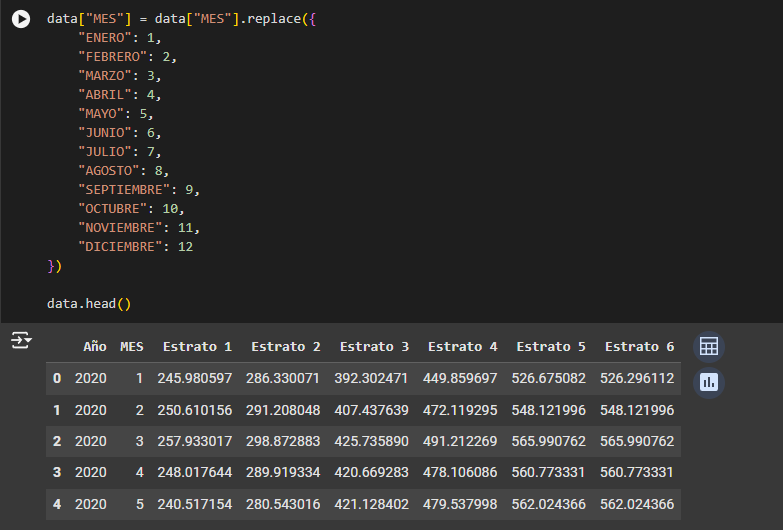 data["MES"] = data["MES"].replace({
    "ENERO": 1,
    "FEBRERO": 2,
    "MARZO": 3,
    "ABRIL": 4,
    "MAYO": 5,
    "JUNIO": 6,
    "JULIO": 7,
    "AGOSTO": 8,
    "SEPTIEMBRE": 9,
    "OCTUBRE": 10,
    "NOVIEMBRE": 11,
    "DICIEMBRE": 12
})
data.head()
Año MES Estrato 1 Estrato 2 Estrato 3 Estrato 4 Estrato 5 Estrato 6
0 2020 1 245.980597 286.330071 392.302471 449.859697 526.675082 526.296112
1 2020 2 250.610156 291.208048 407.437639 472.119295 548.121996 548.121996
2 2020 3 257.933017 298.872883 425.735890 491.212269 565.990762 565.990762
3 2020 4 248.017644 289.919334 420.669283 478.106086 560.773331 560.773331
4 2020 5 240.517154 280.543016 421.128402 479.537998 562.024366 562.024366